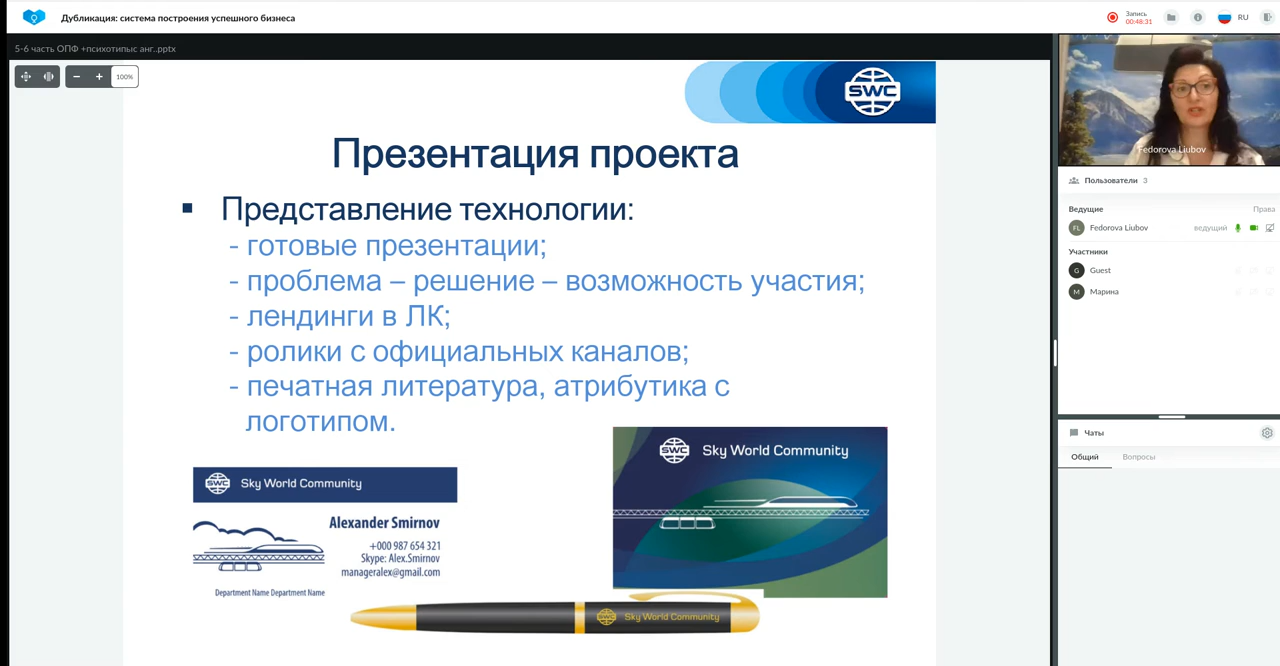 Дубликация: система построения успешного бизнеса
Запись
00:48:31
RU
5-6 часть ОПФ +психотипыс анг..pptx
100%
SWC
Презентация проекта
Представление технологии:
- готовые презентации;
- проблема – решение – возможность участия;
- лендинги в ЛК;
- ролики с официальных каналов;
- печатная литература, атрибутика с
логотипом.
SWC Sky World Community
Alexander Smirnov
+000 987 654 321
Skype: Alex.Smirnov
manageralex@gmail.com
Department Name Department Name
SWC Sky World Community
Sky World Community
Fedorova Liubov
Пользователи 3
Ведущие Права
FL Fedorova Liubov ведущий
Участники
G Guest
М Марина
Чаты
Общий Вопросы